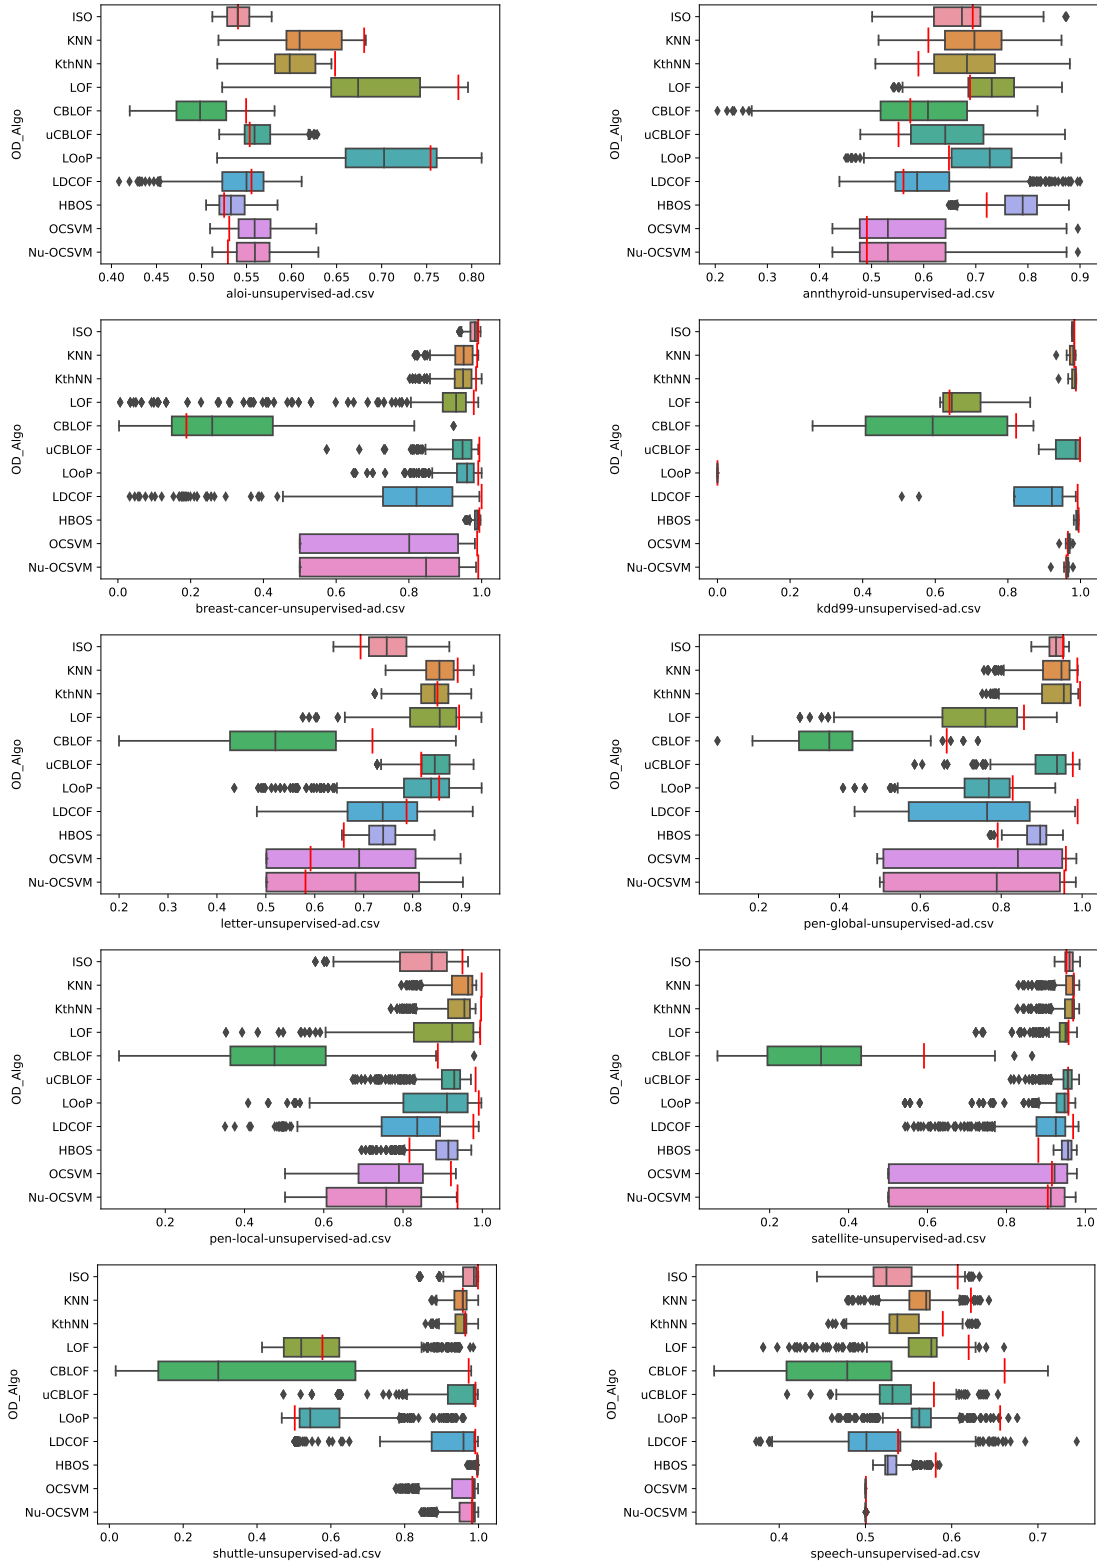 OD_Algo
ISO
KNN
KthNN
LOF
CBLOF
uCBLOF
LOoP
LDCOF
HBOS
OCSVM
Nu-OCSVM
0.40 0.45 0.50 0.55 0.60 0.65 0.70 0.75 0.80
aloi-unsupervised-ad.csv
OD_Algo
ISO
KNN
KthNN
LOF
CBLOF
uCBLOF
LOoP
LDCOF
HBOS
OCSVM
Nu-OCSVM
0.2 0.3 0.4 0.5 0.6 0.7 0.8 0.9
annthyroid-unsupervised-ad.csv
OD_Algo
ISO
KNN
KthNN
LOF
CBLOF
uCBLOF
LOoP
LDCOF
HBOS
OCSVM
Nu-OCSVM
0.0 0.2 0.4 0.6 0.8 1.0
breast-cancer-unsupervised-ad.csv
OD_Algo
ISO
KNN
KthNN
LOF
CBLOF
uCBLOF
LOoP
LDCOF
HBOS
OCSVM
Nu-OCSVM
0.0 0.2 0.4 0.6 0.8 1.0
kdd99-unsupervised-ad.csv
OD_Algo
ISO
KNN
KthNN
LOF
CBLOF
uCBLOF
LOoP
LDCOF
HBOS
OCSVM
Nu-OCSVM
0.2 0.3 0.4 0.5 0.6 0.7 0.8 0.9
letter-unsupervised-ad.csv
OD_Algo
ISO
KNN
KthNN
LOF
CBLOF
uCBLOF
LOoP
LDCOF
HBOS
OCSVM
Nu-OCSVM
0.2 0.4 0.6 0.8 1.0
pen-global-unsupervised-ad.csv
OD_Algo
ISO
KNN
KthNN
LOF
CBLOF
uCBLOF
LOoP
LDCOF
HBOS
OCSVM
Nu-OCSVM
0.2 0.4 0.6 0.8 1.0
pen-local-unsupervised-ad.csv
OD_Algo
ISO
KNN
KthNN
LOF
CBLOF
uCBLOF
LOoP
LDCOF
HBOS
OCSVM
Nu-OCSVM
0.2 0.4 0.6 0.8 1.0
satellite-unsupervised-ad.csv
OD_Algo
ISO
KNN
KthNN
LOF
CBLOF
uCBLOF
LOoP
LDCOF
HBOS
OCSVM
Nu-OCSVM
0.0 0.2 0.4 0.6 0.8 1.0
shuttle-unsupervised-ad.csv
OD_Algo
ISO
KNN
KthNN
LOF
CBLOF
uCBLOF
LOoP
LDCOF
HBOS
OCSVM
Nu-OCSVM
0.4 0.5 0.6 0.7
speech-unsupervised-ad.csv